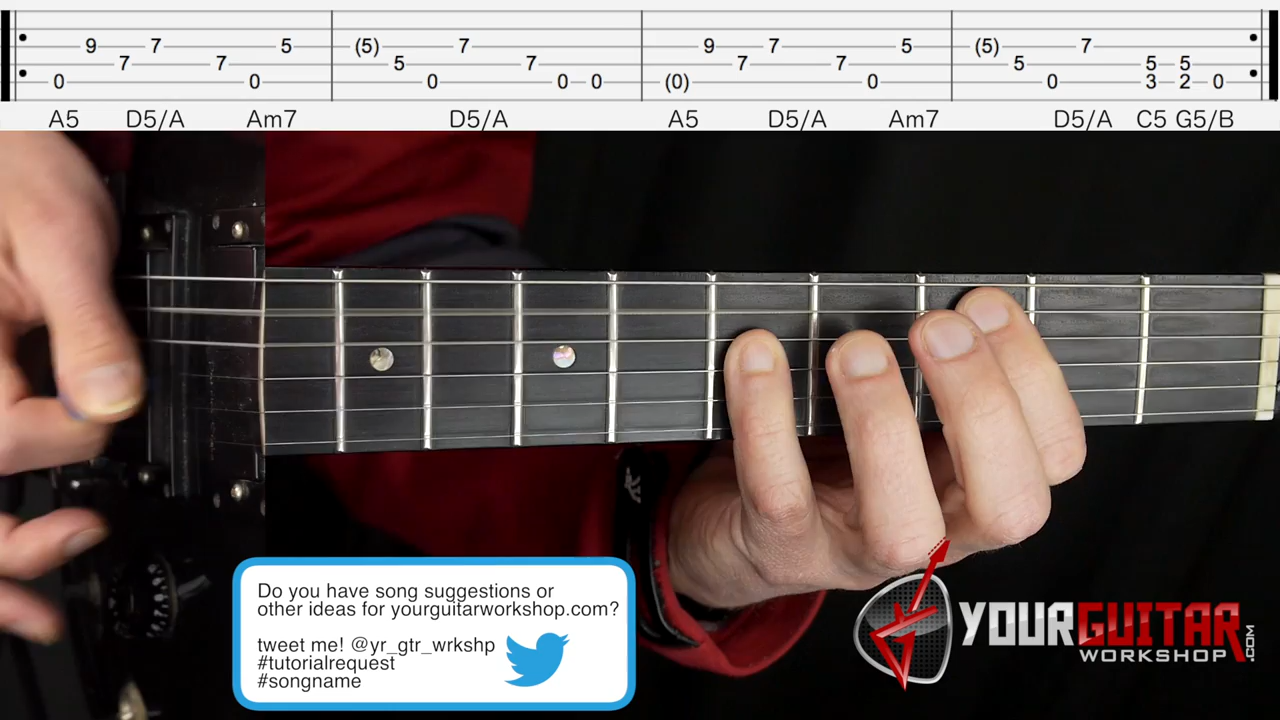 9 7 5 (5) 7 9 7 5 (5) 7
7 7 5 7 7 7 5 5 5
0 0 0 0 0 (0) 0 0 3 2 0
A5 D5/A Am7 D5/A A5 D5/A Am7 D5/A C5 G5/B
Do you have song suggestions or
other ideas for yourguitarworkshop.com?
tweet me! @yr_gtr_wrkshp
#tutorialrequest
#songname
YOURGUITAR
WORKSHOP
.COM